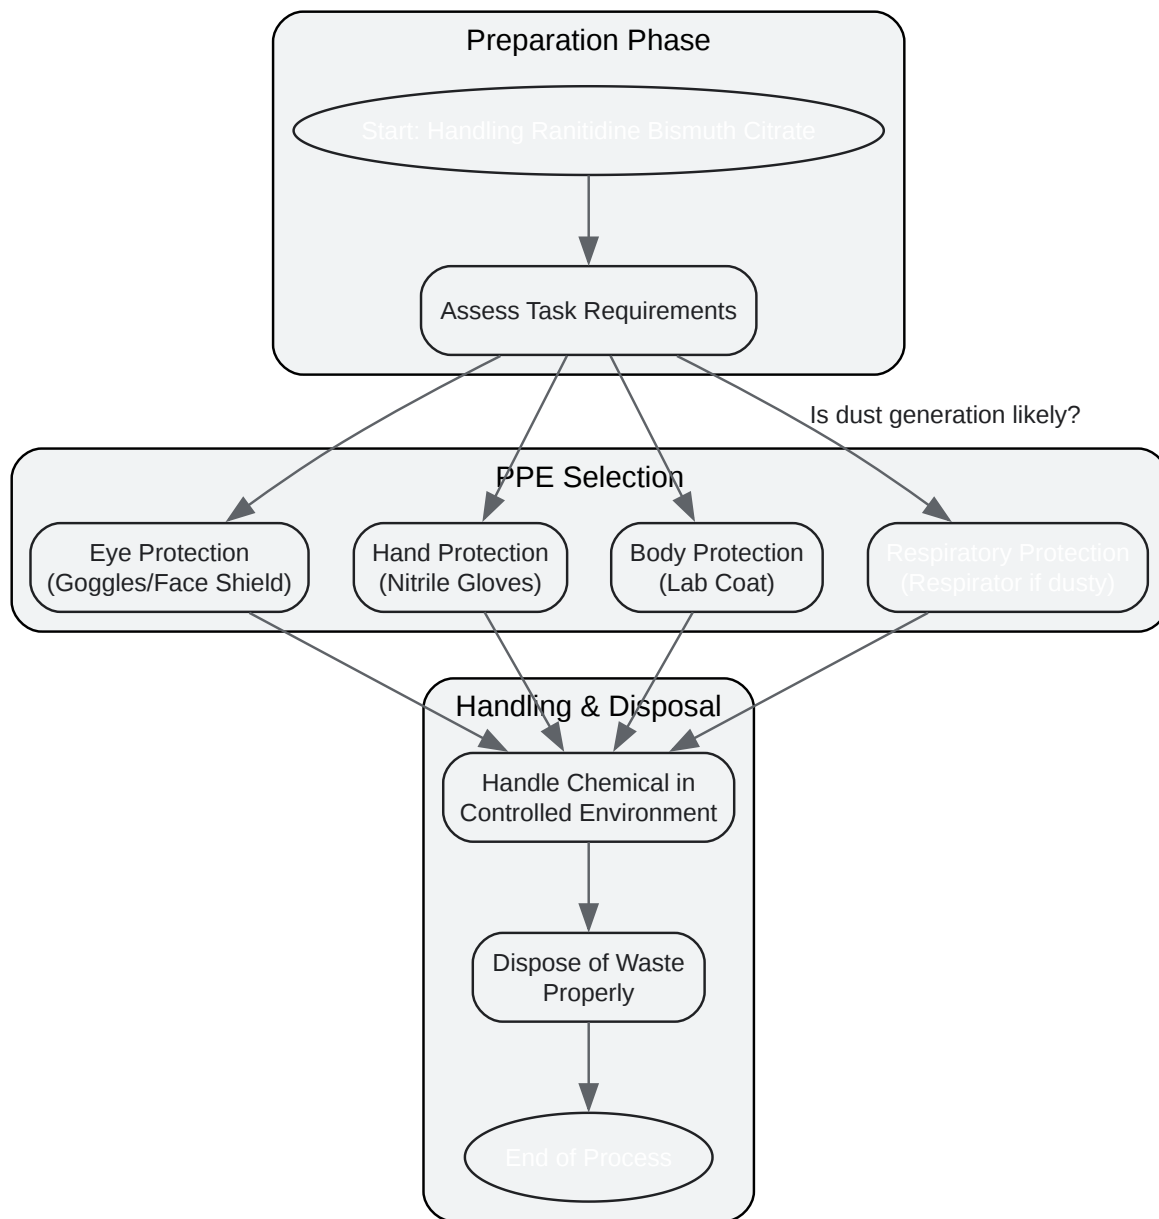 Preparation Phase
Start: Handling Ranitidine Bismuth Citrate
Assess Task Requirements
Is dust generation likely?
PPE Selection
Eye Protection
(Goggles/Face Shield)
Hand Protection
(Nitrile Gloves)
Body Protection
(Lab Coat)
Respiratory Protection
(Respirator if dusty)
Handling & Disposal
Handle Chemical in
Controlled Environment
Dispose of Waste
Properly
End of Process